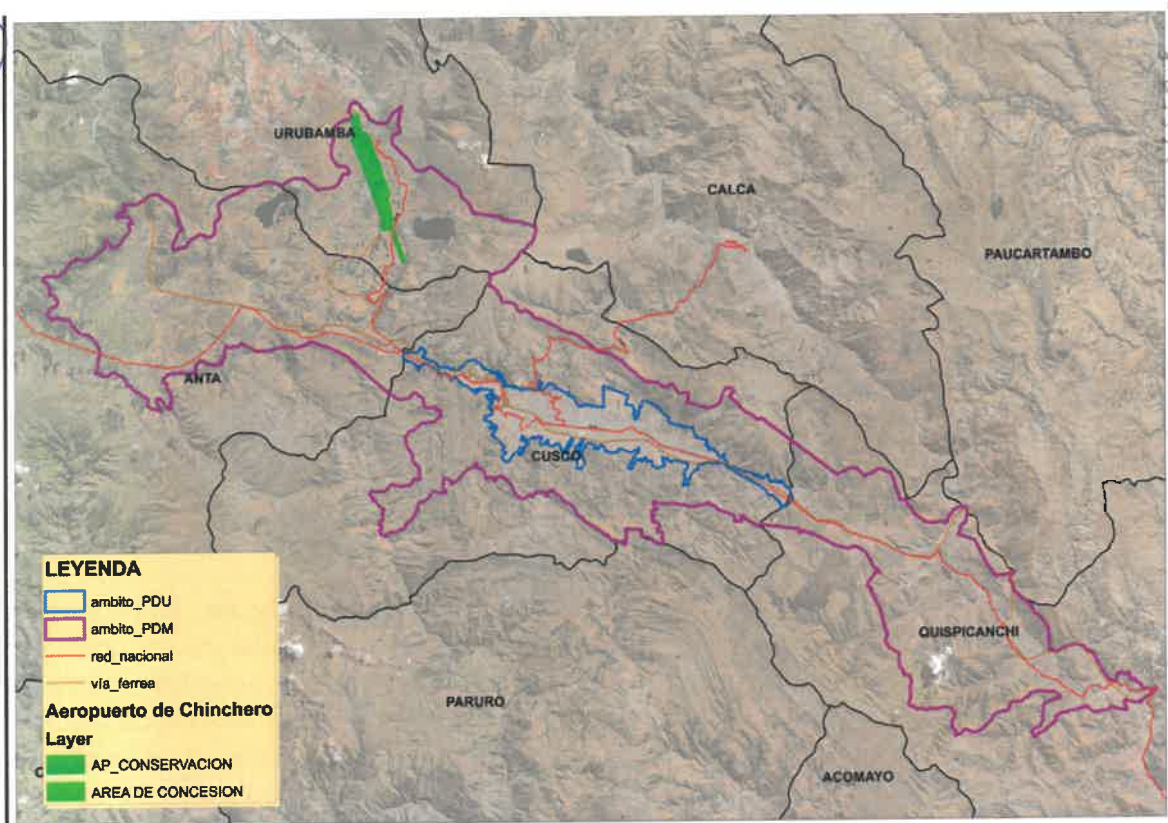 URUBAMBA
CALCA
PAUCARTAMBO
ANTA
CUSCO
LEYENDA
ambito_PDU
ambito_PDM
red_nacional
vía_ferrea
Aeropuerto de Chinchero
Layer
AP_CONSERVACION
AREA DE CONCESION
QUISPICANCHI
PARURO
ACOMAYO